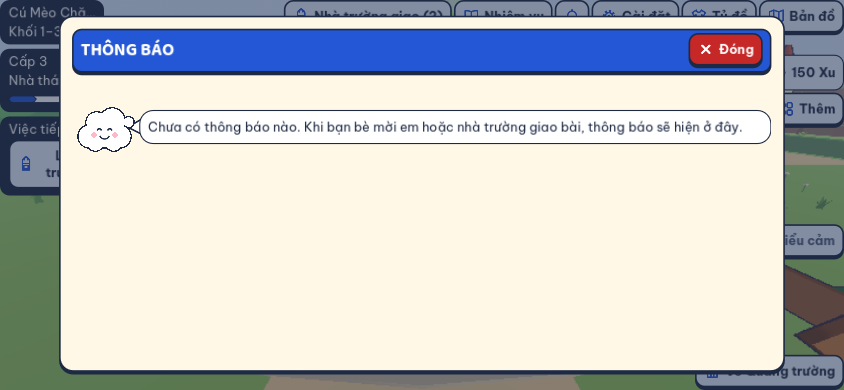 Cú Mèo Chă
Khối 1-3
Nhà trường giao (2)
Nhiệm vụ
Cài đặt
Tủ đồ
Bản đồ
THÔNG BÁO
Đóng
Cấp 3
Nhà thá
150 Xu
Thêm
Việc tiếp
Chưa có thông báo nào. Khi bạn bè mời em hoặc nhà trường giao bài, thông báo sẽ hiện ở đây.
iểu cảm
trường